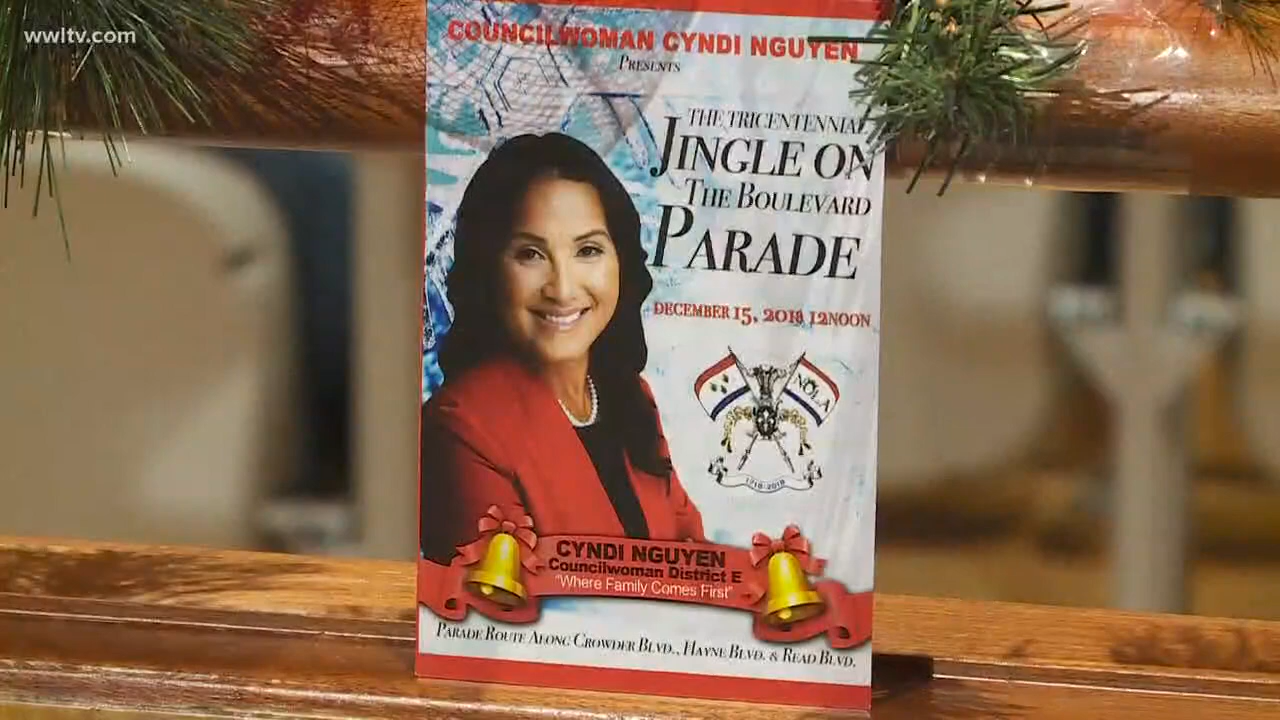 wwltv.com
COUNCILWOMAN CYNDI NGUYEN
PRESENTS
THE TRICENTENNIAL
JINGLE ON
THE BOULEVARD
PARADE
DECEMBER 15, 2018 12NOON
NOLA
1718-2018
CYNDI NGUYEN
Councilwoman District E
"Where Family Comes First"
PARADE ROUTE ALONG CROWDER BLVD., HAYNE BLVD. & READ BLVD.